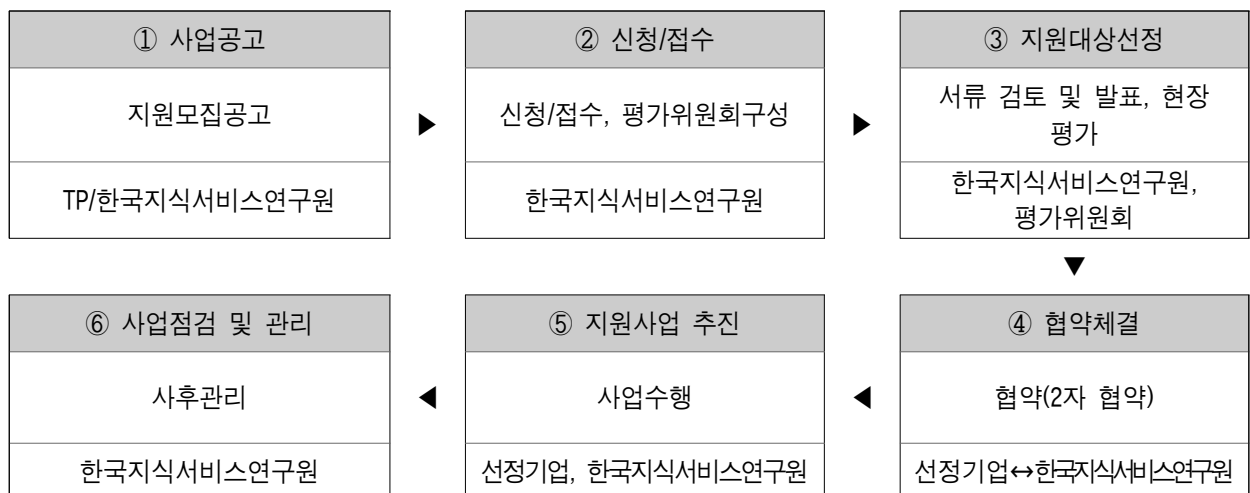 ① 사업공고
지원모집공고
TP/한국지식서비스연구원
▶
② 신청/접수
신청/접수, 평가위원회구성
한국지식서비스연구원
▶
③ 지원대상선정
서류 검토 및 발표, 현장
평가
한국지식서비스연구원,
평가위원회
▼
④ 협약체결
협약(2자 협약)
선정기업↔한국지식서비스연구원
◀
⑤ 지원사업 추진
사업수행
선정기업, 한국지식서비스연구원
◀
⑥ 사업점검 및 관리
사후관리
한국지식서비스연구원